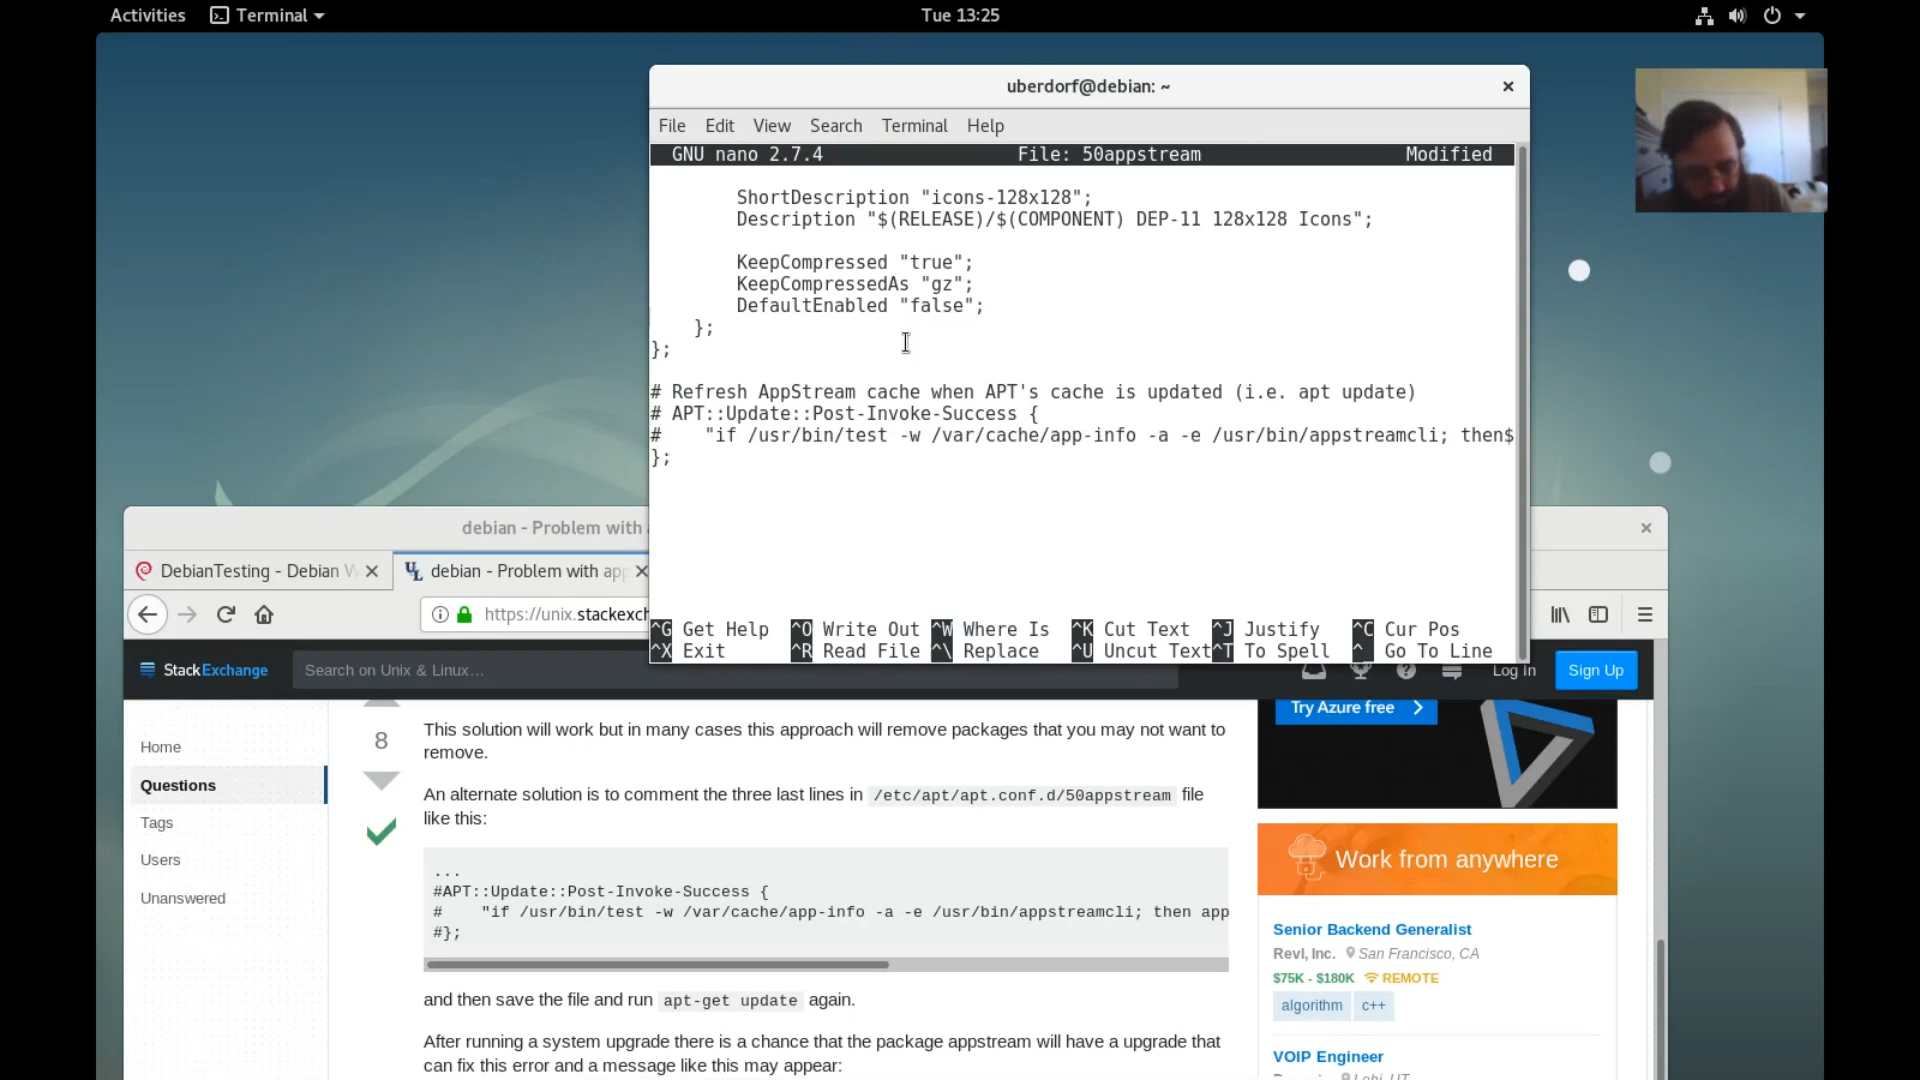 Activities
Terminal
Tue 13:25
uberdorf@debian: ~
File Edit View Search Terminal Help
GNU nano 2.7.4 File: 50appstream Modified
ShortDescription "icons-128x128";
Description "$(RELEASE)/$(COMPONENT) DEP-11 128x128 Icons";
KeepCompressed "true";
KeepCompressedAs "gz";
DefaultEnabled "false";
};
};
# Refresh AppStream cache when APT's cache is updated (i.e. apt update)
# APT::Update::Post-Invoke-Success {
#    "if /usr/bin/test -w /var/cache/app-info -a -e /usr/bin/appstreamcli; then$
};
^G Get Help ^O Write Out ^W Where Is ^K Cut Text ^J Justify ^C Cur Pos
^X Exit ^R Read File ^\ Replace ^U Uncut Text ^T To Spell ^_ Go To Line
debian - Problem with
DebianTesting - Debian W
debian - Problem with app
https://unix.stackexch
StackExchange
Search on Unix & Linux...
Log In
Sign Up
Home
Questions
Tags
Users
Unanswered
8
This solution will work but in many cases this approach will remove packages that you may not want to
remove.
An alternate solution is to comment the three last lines in /etc/apt/apt.conf.d/50appstream file
like this:
...
#APT::Update::Post-Invoke-Success {
#    "if /usr/bin/test -w /var/cache/app-info -a -e /usr/bin/appstreamcli; then app
#};
and then save the file and run apt-get update again.
After running a system upgrade there is a chance that the package appstream will have a upgrade that
can fix this error and a message like this may appear:
Try Azure free
Work from anywhere
Senior Backend Generalist
Revl, Inc. San Francisco, CA
$75K - $180K REMOTE
algorithm c++
VOIP Engineer